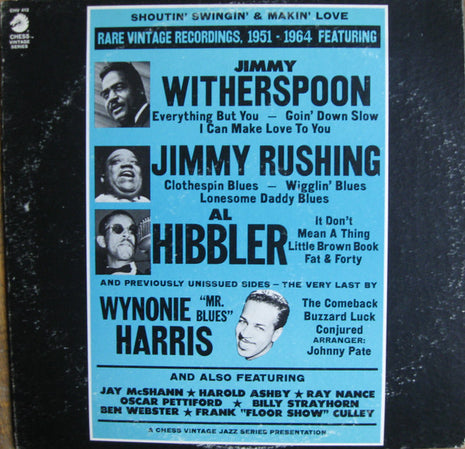 CHV 412
CHESS
VINTAGE
SERIES
SHOUTIN' SWINGIN' & MAKIN' LOVE
RARE VINTAGE RECORDINGS, 1951 - 1964 FEATURING
JIMMY
WITHERSPOON
Everything But You — Goin' Down Slow
I Can Make Love To You
JIMMY RUSHING
Clothespin Blues — Wigglin' Blues
Lonesome Daddy Blues
AL
HIBBLER
It Don't
Mean A Thing
Little Brown Book
Fat & Forty
AND PREVIOUSLY UNISSUED SIDES – THE VERY LAST BY
WYNONIE "MR. BLUES"
HARRIS
The Comeback
Buzzard Luck
Conjured
ARRANGER:
Johnny Pate
AND ALSO FEATURING
JAY McSHANN ★ HAROLD ASHBY ★ RAY NANCE
OSCAR PETTIFORD ★ BILLY STRAYHORN
BEN WEBSTER ★ FRANK "FLOOR SHOW" CULLEY
A CHESS VINTAGE JAZZ SERIES PRESENTATION